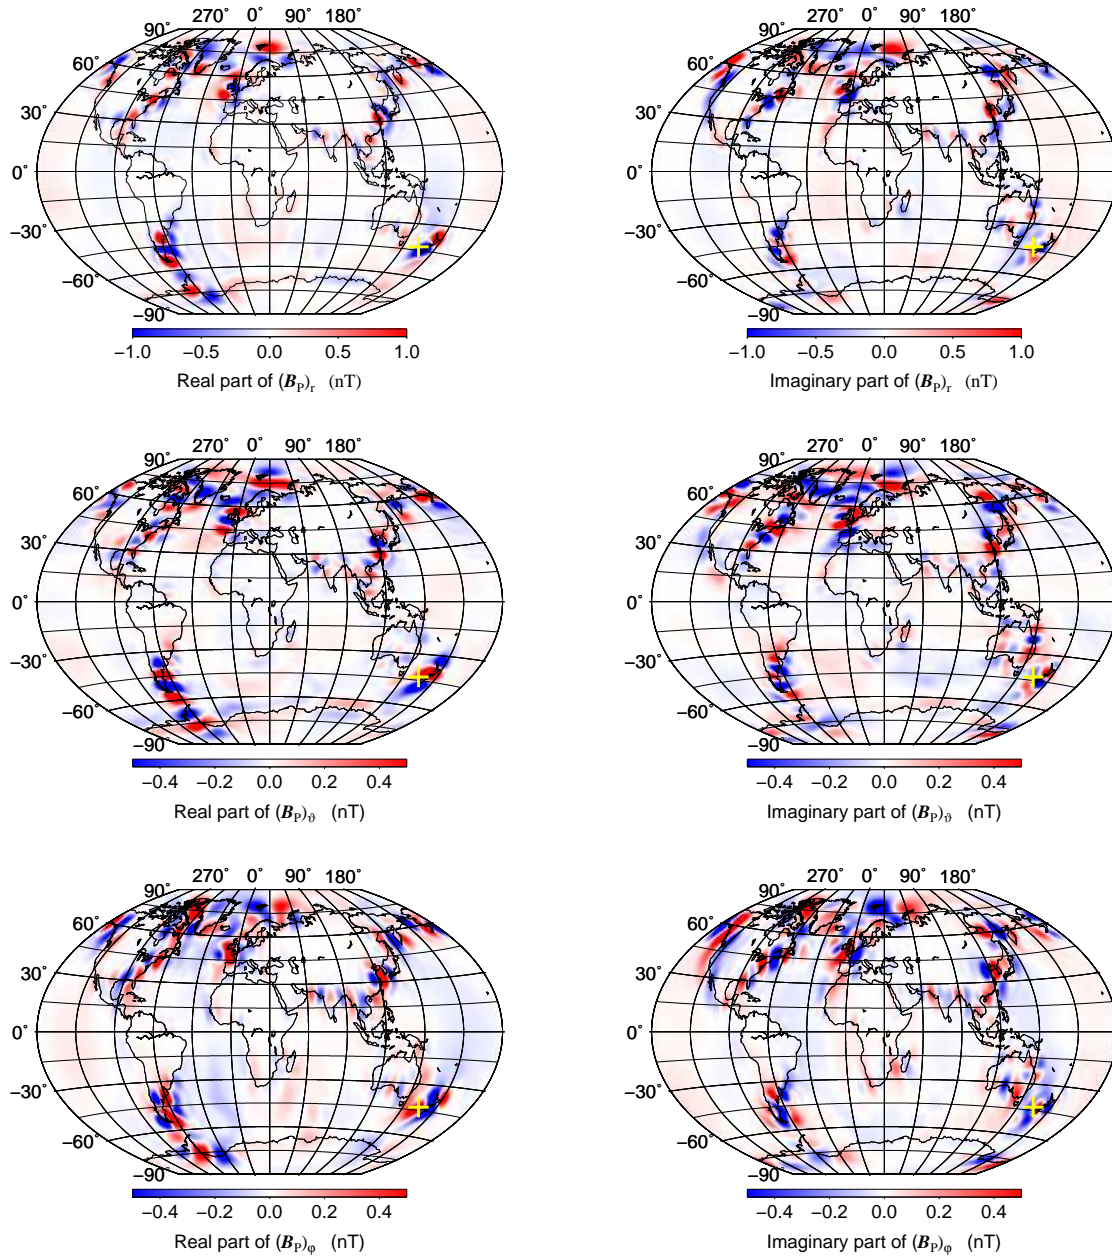 270° 0° 90° 180°
90°
60°
30°
0°
−30°
−60°
−90
−1.0 −0.5 0.0 0.5 1.0
Real part of (B_P)_r (nT)
270° 0° 90° 180°
90°
60°
30°
0°
−30°
−60°
−90
−1.0 −0.5 0.0 0.5 1.0
Imaginary part of (B_P)_r (nT)
270° 0° 90° 180°
90°
60°
30°
0°
−30°
−60°
−90
−0.4 −0.2 0.0 0.2 0.4
Real part of (B_P)_ϑ (nT)
270° 0° 90° 180°
90°
60°
30°
0°
−30°
−60°
−90
−0.4 −0.2 0.0 0.2 0.4
Imaginary part of (B_P)_ϑ (nT)
270° 0° 90° 180°
90°
60°
30°
0°
−30°
−60°
−90
−0.4 −0.2 0.0 0.2 0.4
Real part of (B_P)_φ (nT)
270° 0° 90° 180°
90°
60°
30°
0°
−30°
−60°
−90
−0.4 −0.2 0.0 0.2 0.4
Imaginary part of (B_P)_φ (nT)